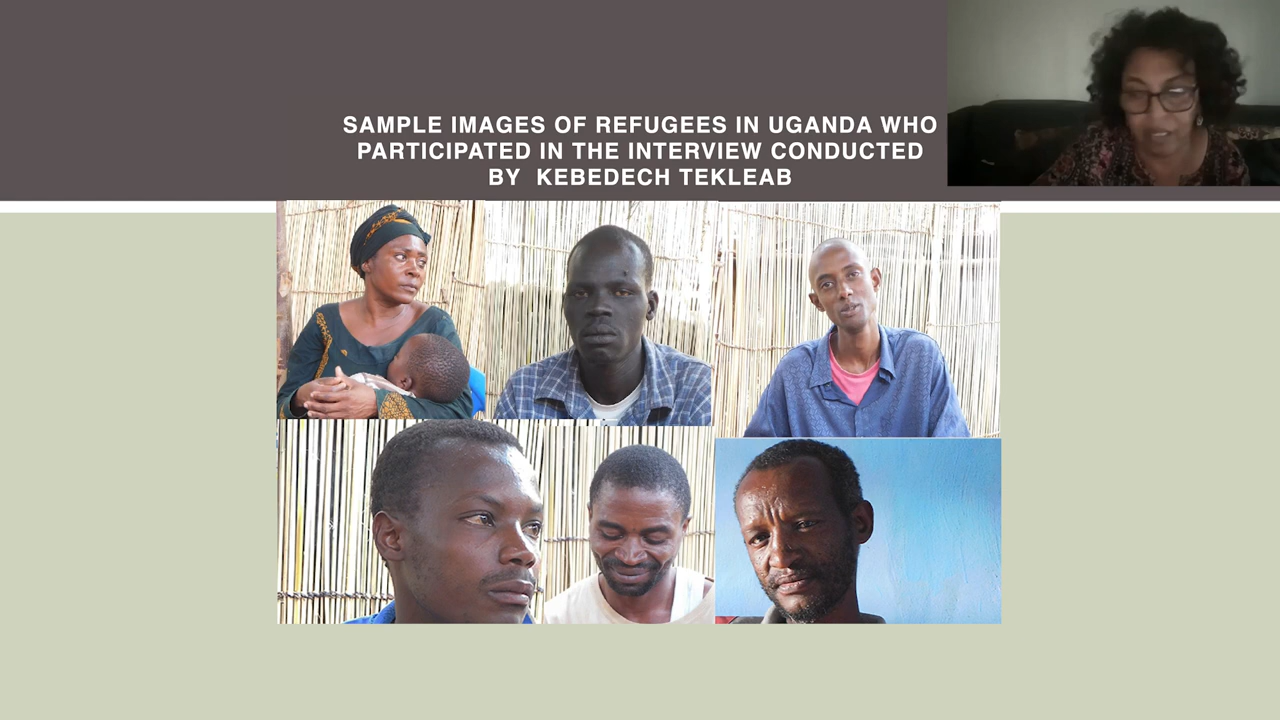 SAMPLE IMAGES OF REFUGEES IN UGANDA WHO
PARTICIPATED IN THE INTERVIEW CONDUCTED
BY KEBEDECH TEKLEAB